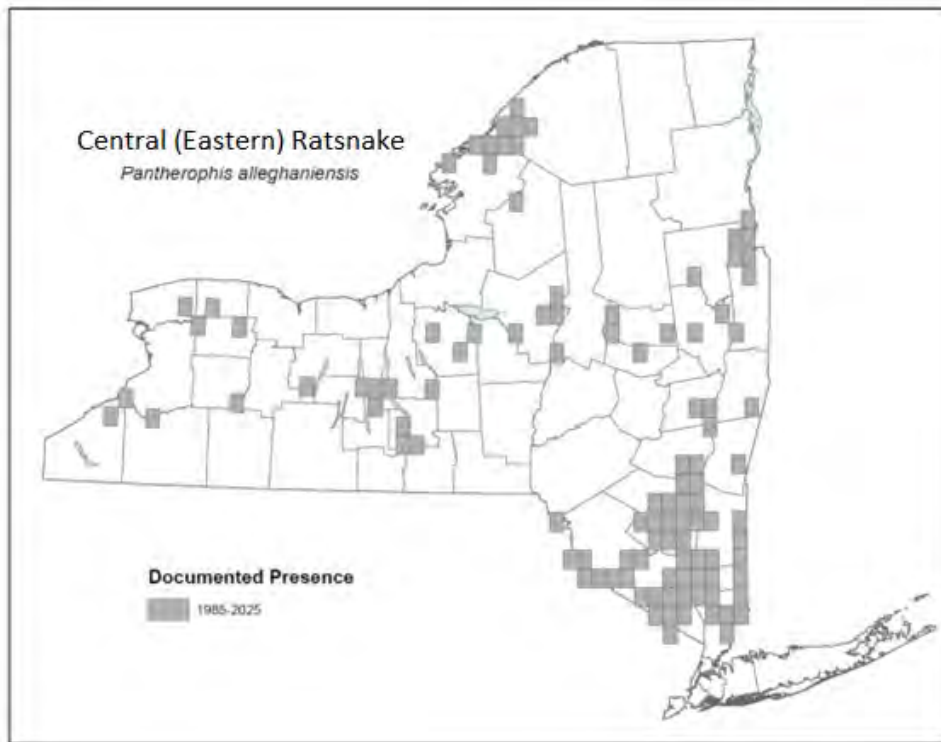 Central (Eastern) Ratsnake
Pantherophis alleghaniensis
Documented Presence
1985-2025